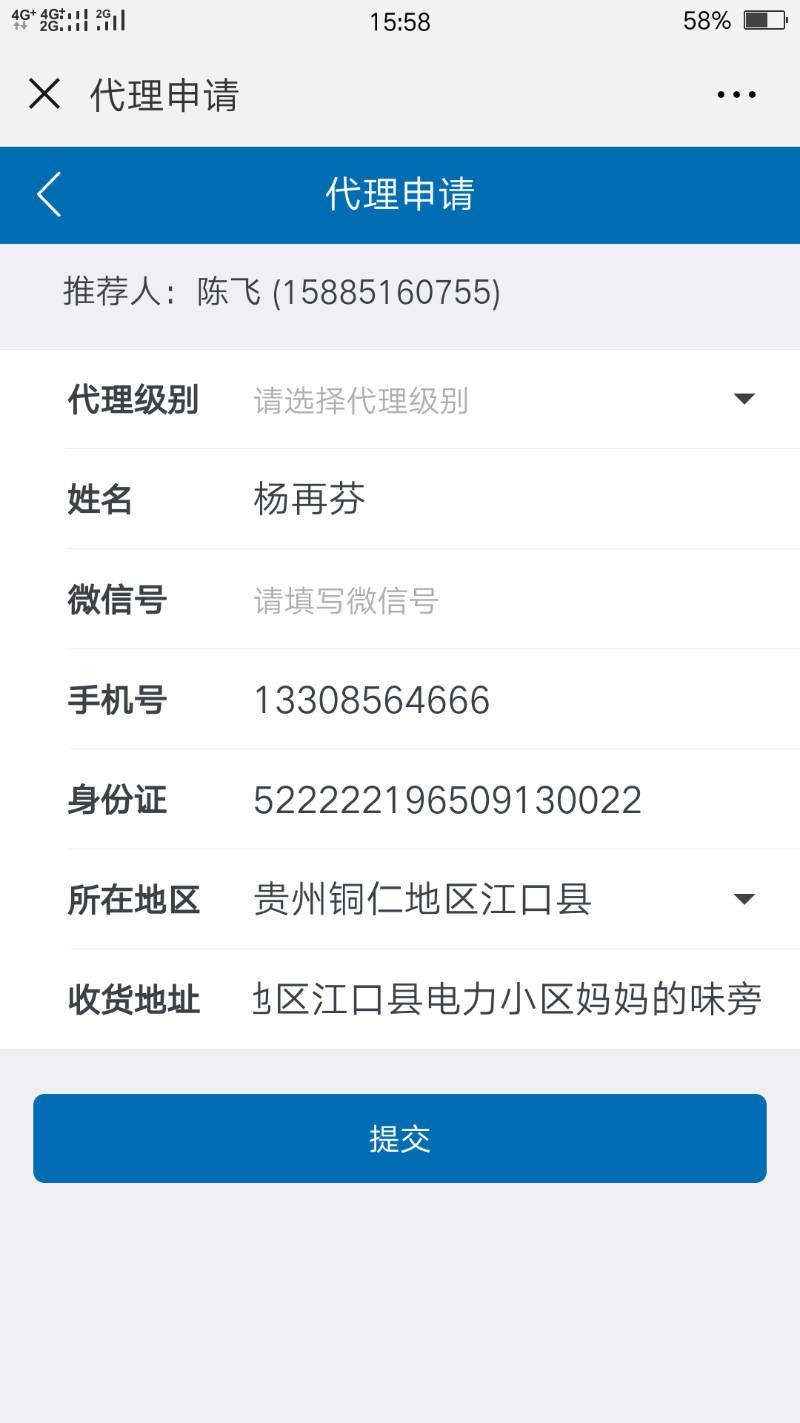 4G+ 4G+ 2G 2G 15:58 58%
代理申请
代理申请
推荐人：陈飞 (15885160755)
代理级别 请选择代理级别
姓名 杨再芬
微信号 请填写微信号
手机号 13308564666
身份证 522222196509130022
所在地区 贵州铜仁地区江口县
收货地址 区江口县电力小区妈妈的味旁
提交